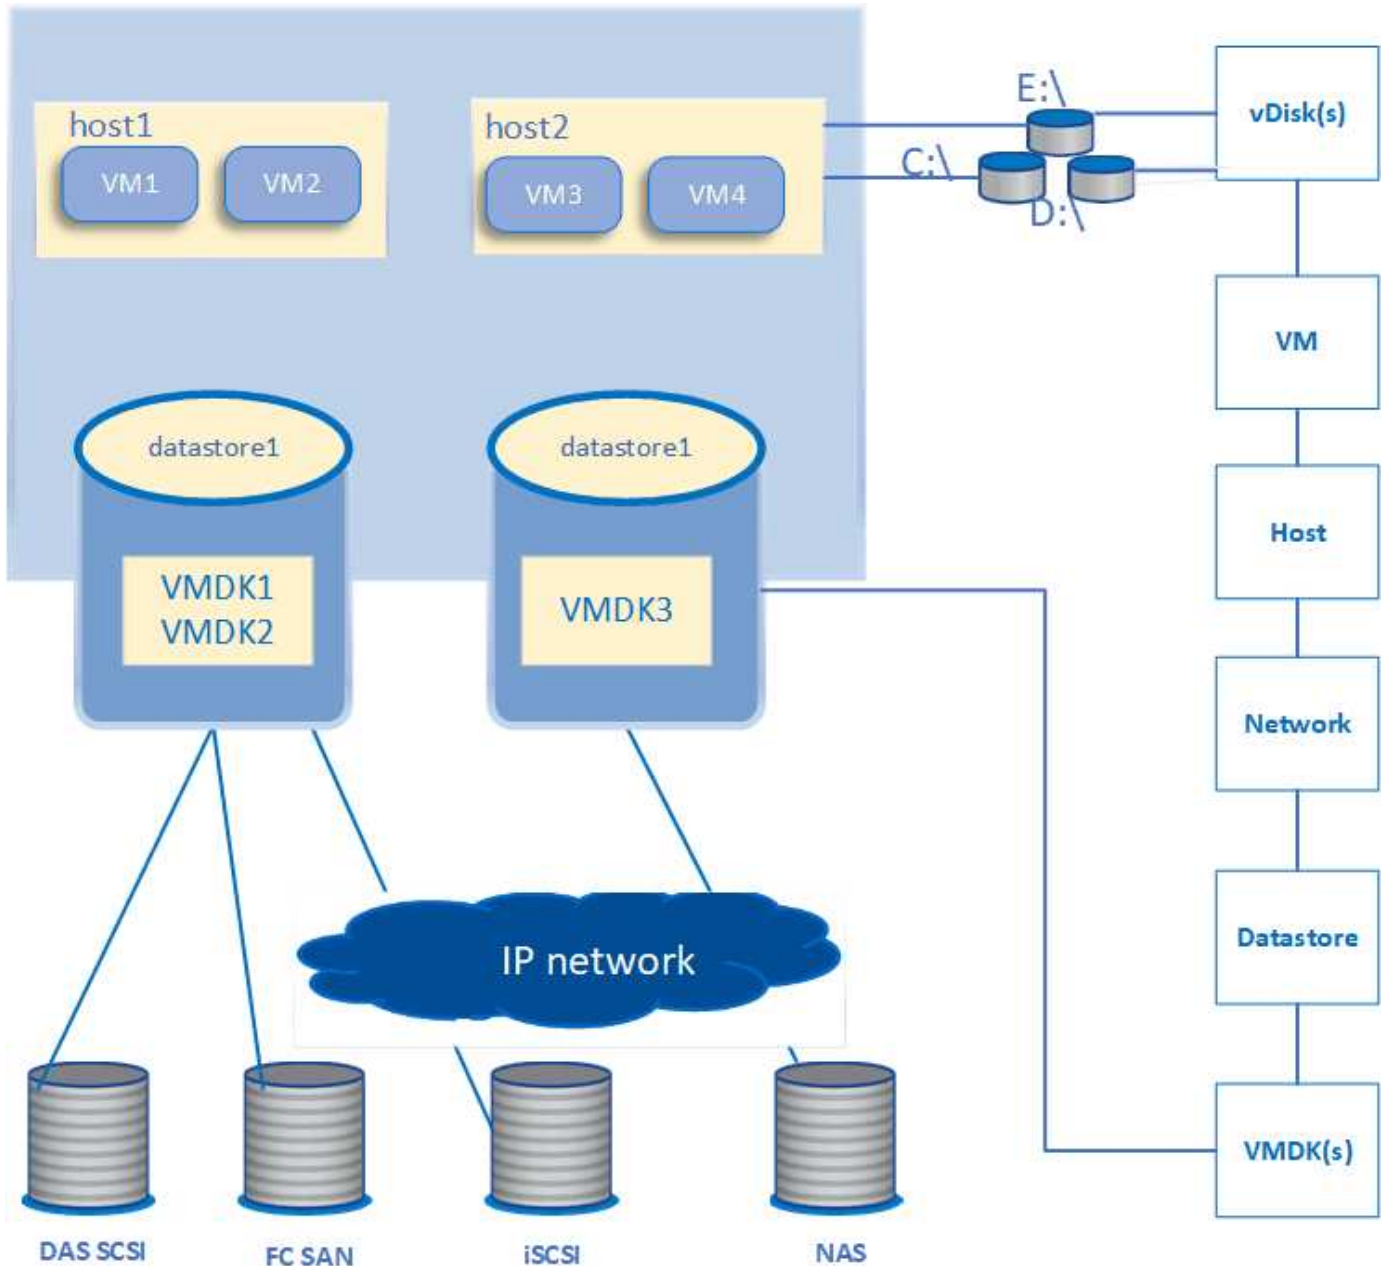 host1
VM1
VM2
host2
VM3
VM4
E:\
C:\
D:\
vDisk(s)
VM
Host
Network
Datastore
VMDK(s)
datastore1
VMDK1
VMDK2
datastore1
VMDK3
IP network
DAS SCSI
FC SAN
iSCSI
NAS